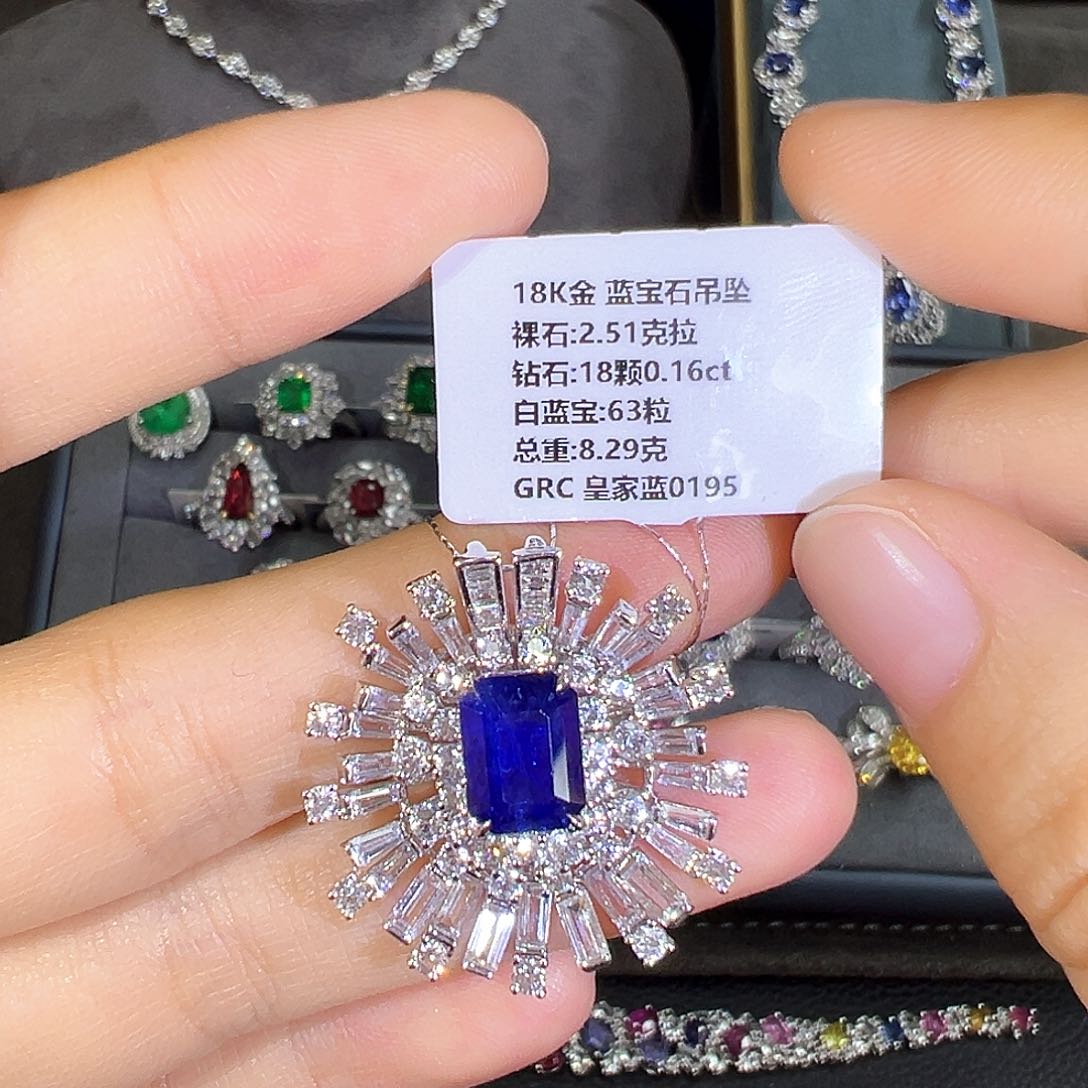 18K金 蓝宝石吊坠
裸石:2.51克拉
钻石:18颗0.16ct
白蓝宝:63粒
总重:8.29克
GRC 皇家蓝0195